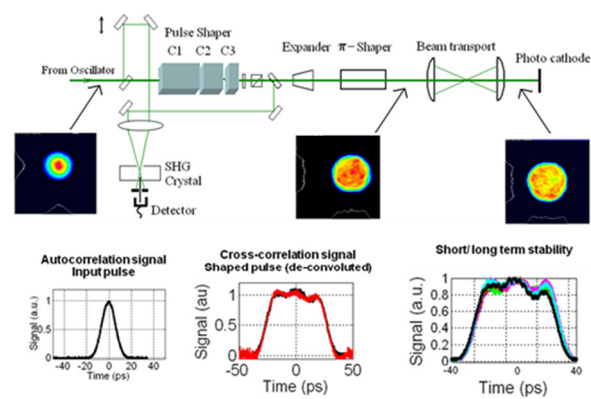 Pulse Shaper
C1 C2 C3
Expander π-Shaper Beam transport
Photo cathode
From Oscillator
SHG
Crystal
Detector
Autocorrelation signal
Input pulse
Signal (a.u.)
1
0.5
0
-40 -20 0 20 40
Time (ps)
Cross-correlation signal
Shaped pulse (de-convoluted)
Signal (au)
1
0.5
0
-50 0 50
Time (ps)
Short/long term stability
Signal (a.u.)
1
0.8
0.6
0.4
0.2
0
-40 -20 0 20 40
Time (ps)